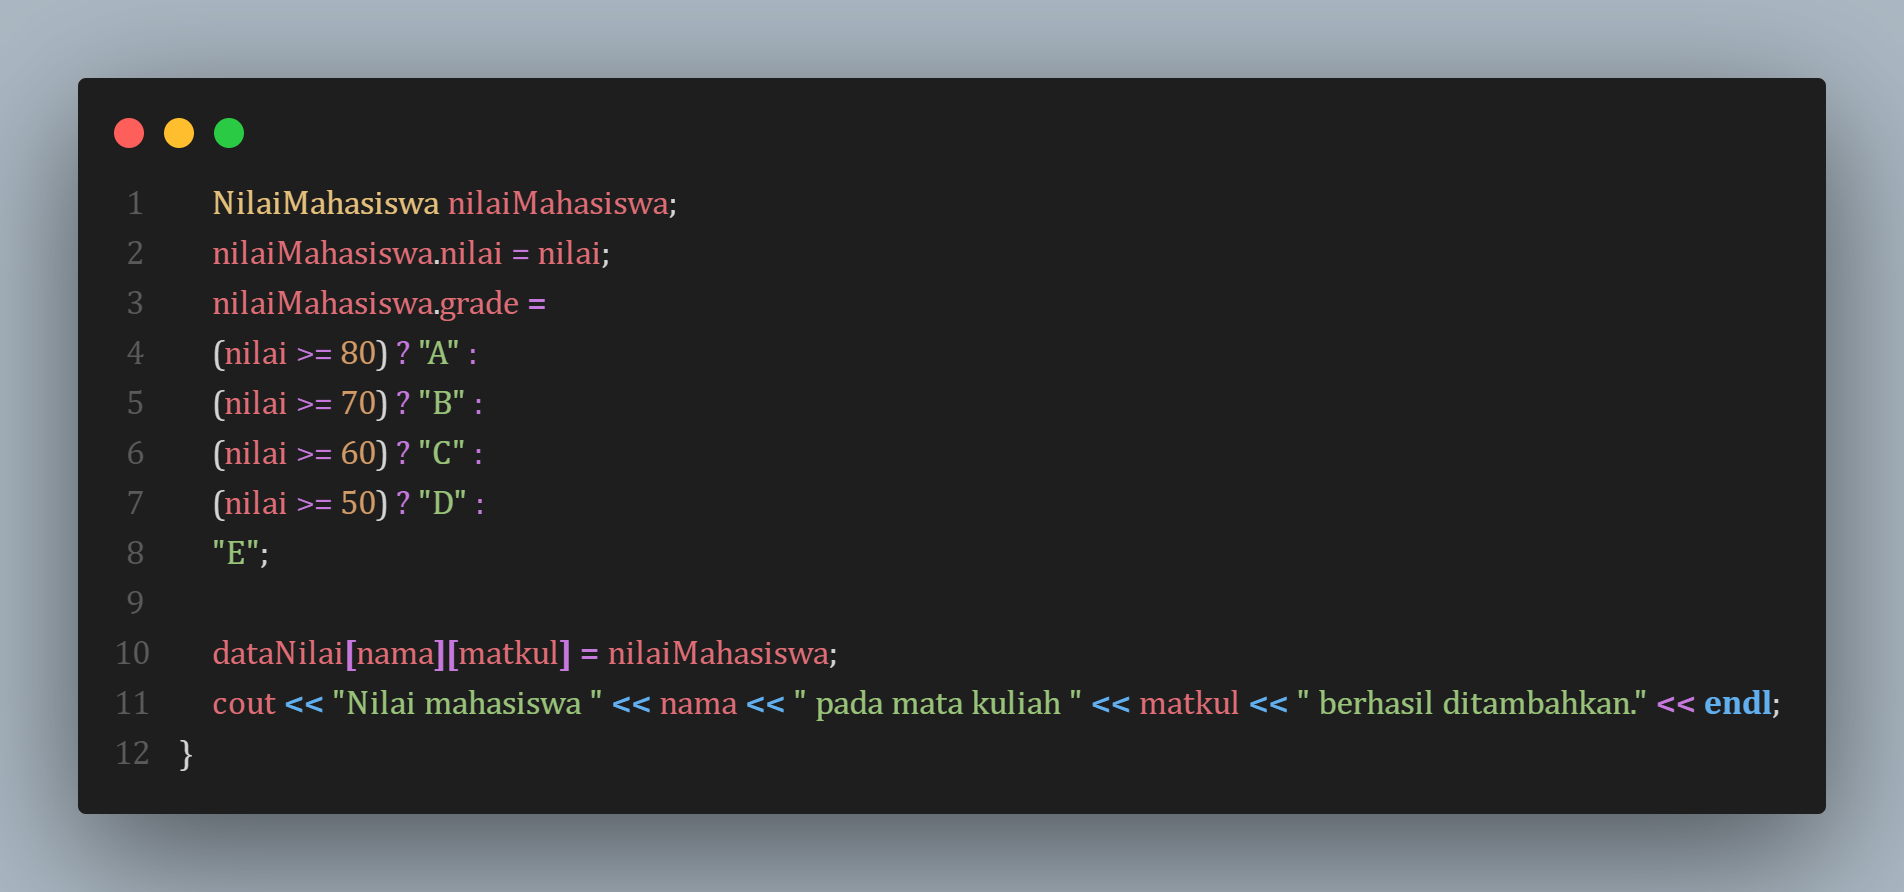 1 NilaiMahasiswa nilaiMahasiswa;
2 nilaiMahasiswa.nilai = nilai;
3 nilaiMahasiswa.grade =
4 (nilai >= 80) ? "A" :
5 (nilai >= 70) ? "B" :
6 (nilai >= 60) ? "C" :
7 (nilai >= 50) ? "D" :
8 "E";
9
10 dataNilai[nama][matkul] = nilaiMahasiswa;
11 cout << "Nilai mahasiswa " << nama << " pada mata kuliah " << matkul << " berhasil ditambahkan." << endl;
12 }